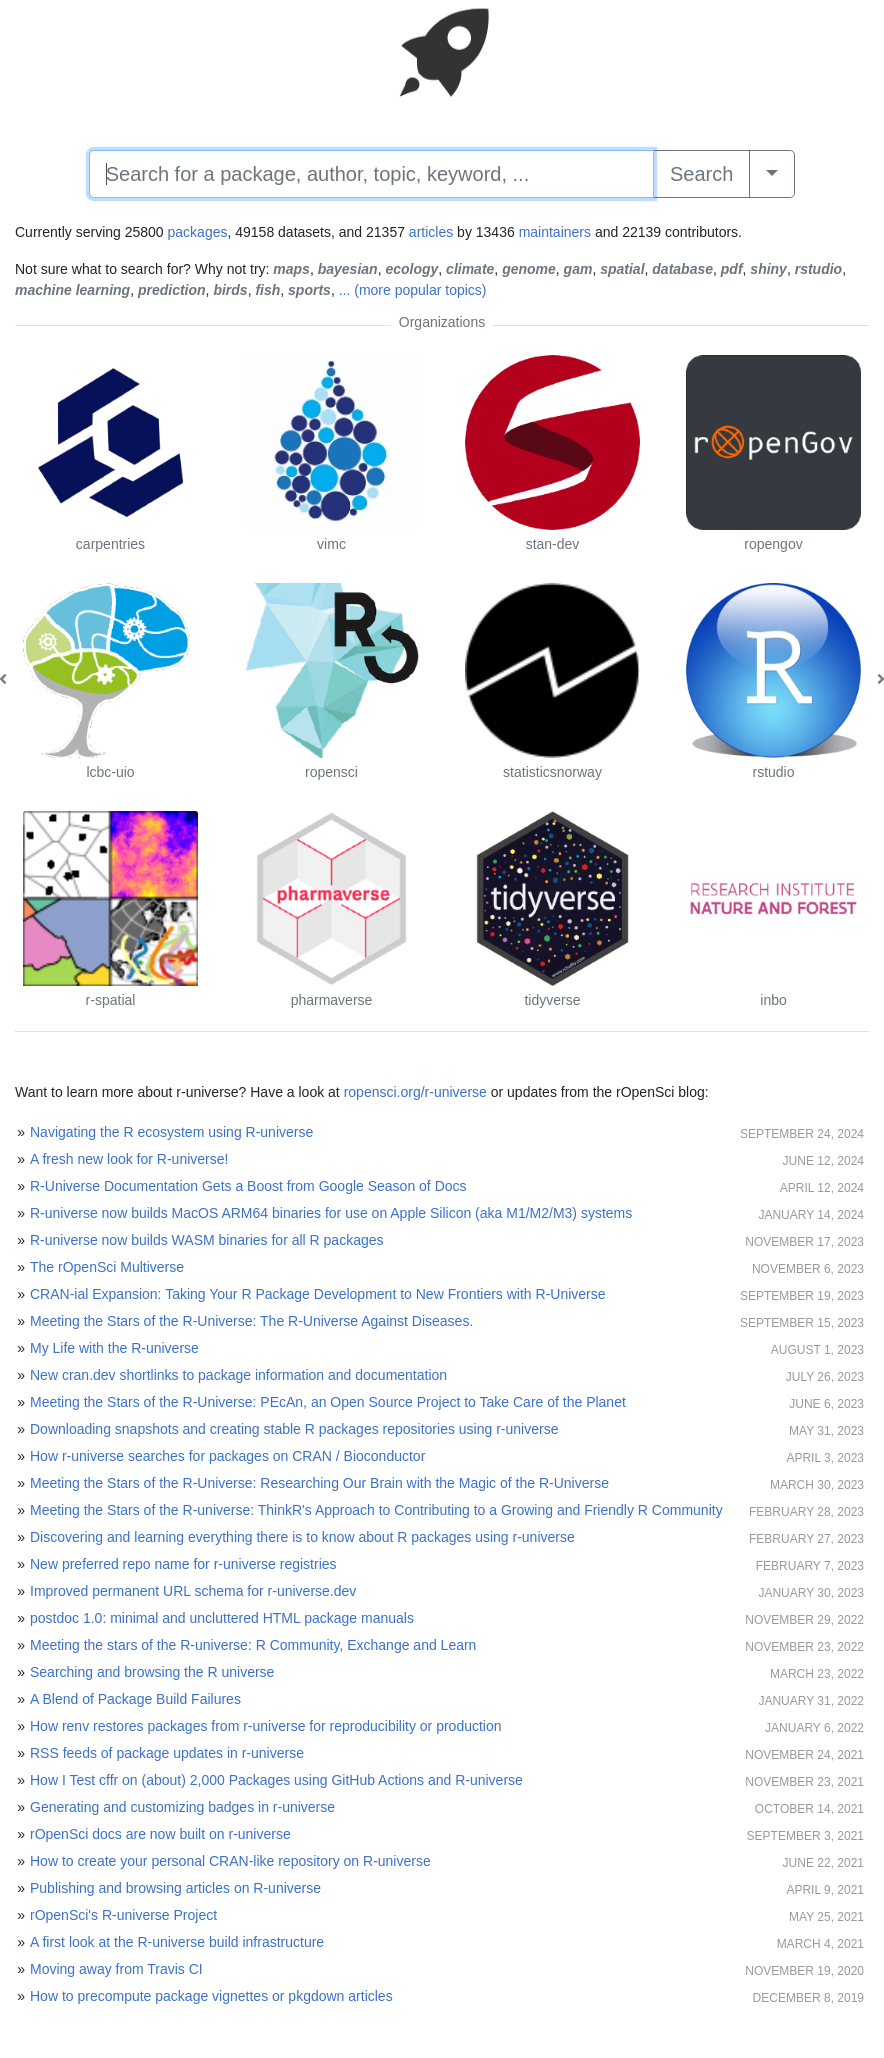 Search for a package, author, topic, keyword, ... Search
Currently serving 25800 packages, 49158 datasets, and 21357 articles by 13436 maintainers and 22139 contributors.
Not sure what to search for? Why not try: maps, bayesian, ecology, climate, genome, gam, spatial, database, pdf, shiny, rstudio,
machine learning, prediction, birds, fish, sports, ... (more popular topics)
Organizations
rOpenGov
carpentries vimc stan-dev ropengov
R
R
lcbc-uio ropensci statisticsnorway rstudio
pharmaverse
tidyverse
RESEARCH INSTITUTE
NATURE AND FOREST
r-spatial pharmaverse tidyverse inbo
Want to learn more about r-universe? Have a look at ropensci.org/r-universe or updates from the rOpenSci blog:
» Navigating the R ecosystem using R-universe SEPTEMBER 24, 2024
» A fresh new look for R-universe! JUNE 12, 2024
» R-Universe Documentation Gets a Boost from Google Season of Docs APRIL 12, 2024
» R-universe now builds MacOS ARM64 binaries for use on Apple Silicon (aka M1/M2/M3) systems JANUARY 14, 2024
» R-universe now builds WASM binaries for all R packages NOVEMBER 17, 2023
» The rOpenSci Multiverse NOVEMBER 6, 2023
» CRAN-ial Expansion: Taking Your R Package Development to New Frontiers with R-Universe SEPTEMBER 19, 2023
» Meeting the Stars of the R-Universe: The R-Universe Against Diseases. SEPTEMBER 15, 2023
» My Life with the R-universe AUGUST 1, 2023
» New cran.dev shortlinks to package information and documentation JULY 26, 2023
» Meeting the Stars of the R-Universe: PEcAn, an Open Source Project to Take Care of the Planet JUNE 6, 2023
» Downloading snapshots and creating stable R packages repositories using r-universe MAY 31, 2023
» How r-universe searches for packages on CRAN / Bioconductor APRIL 3, 2023
» Meeting the Stars of the R-Universe: Researching Our Brain with the Magic of the R-Universe MARCH 30, 2023
» Meeting the Stars of the R-universe: ThinkR's Approach to Contributing to a Growing and Friendly R Community FEBRUARY 28, 2023
» Discovering and learning everything there is to know about R packages using r-universe FEBRUARY 27, 2023
» New preferred repo name for r-universe registries FEBRUARY 7, 2023
» Improved permanent URL schema for r-universe.dev JANUARY 30, 2023
» postdoc 1.0: minimal and uncluttered HTML package manuals NOVEMBER 29, 2022
» Meeting the stars of the R-universe: R Community, Exchange and Learn NOVEMBER 23, 2022
» Searching and browsing the R universe MARCH 23, 2022
» A Blend of Package Build Failures JANUARY 31, 2022
» How renv restores packages from r-universe for reproducibility or production JANUARY 6, 2022
» RSS feeds of package updates in r-universe NOVEMBER 24, 2021
» How I Test cffr on (about) 2,000 Packages using GitHub Actions and R-universe NOVEMBER 23, 2021
» Generating and customizing badges in r-universe OCTOBER 14, 2021
» rOpenSci docs are now built on r-universe SEPTEMBER 3, 2021
» How to create your personal CRAN-like repository on R-universe JUNE 22, 2021
» Publishing and browsing articles on R-universe APRIL 9, 2021
» rOpenSci's R-universe Project MAY 25, 2021
» A first look at the R-universe build infrastructure MARCH 4, 2021
» Moving away from Travis CI NOVEMBER 19, 2020
» How to precompute package vignettes or pkgdown articles DECEMBER 8, 2019